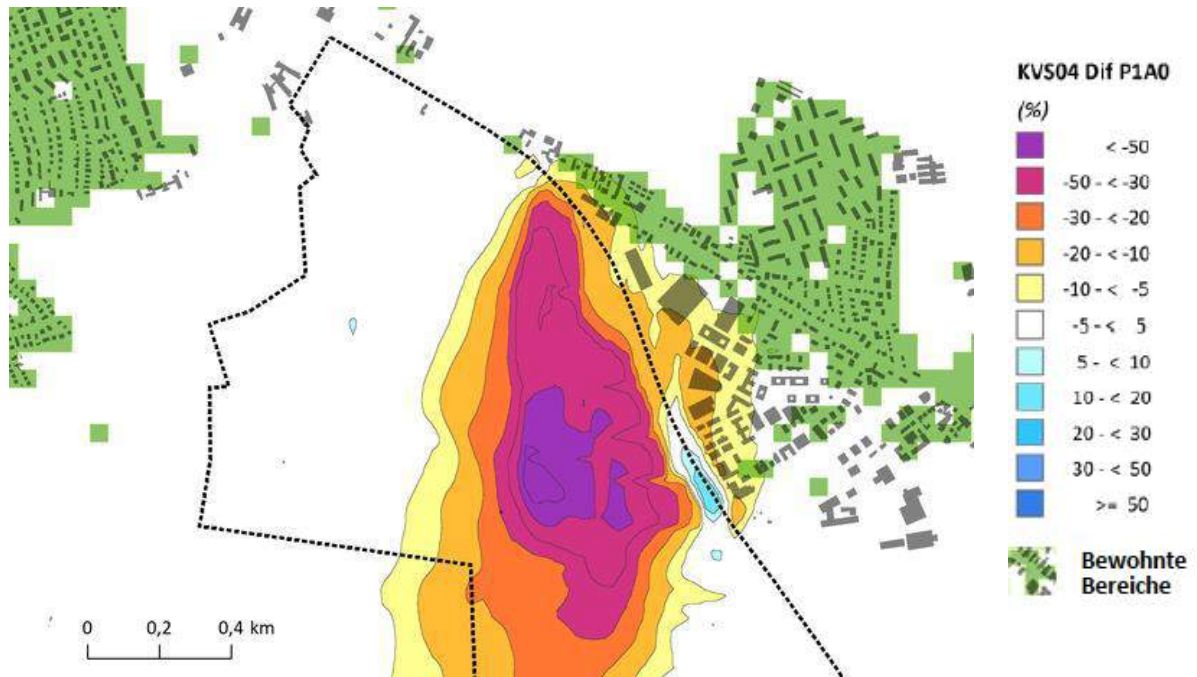 KVS04 Dif P1A0
(%)
< -50
-50 - < -30
-30 - < -20
-20 - < -10
-10 - < -5
-5 - < 5
5 - < 10
10 - < 20
20 - < 30
30 - < 50
>= 50
Bewohnte
Bereiche
0 0,2 0,4 km